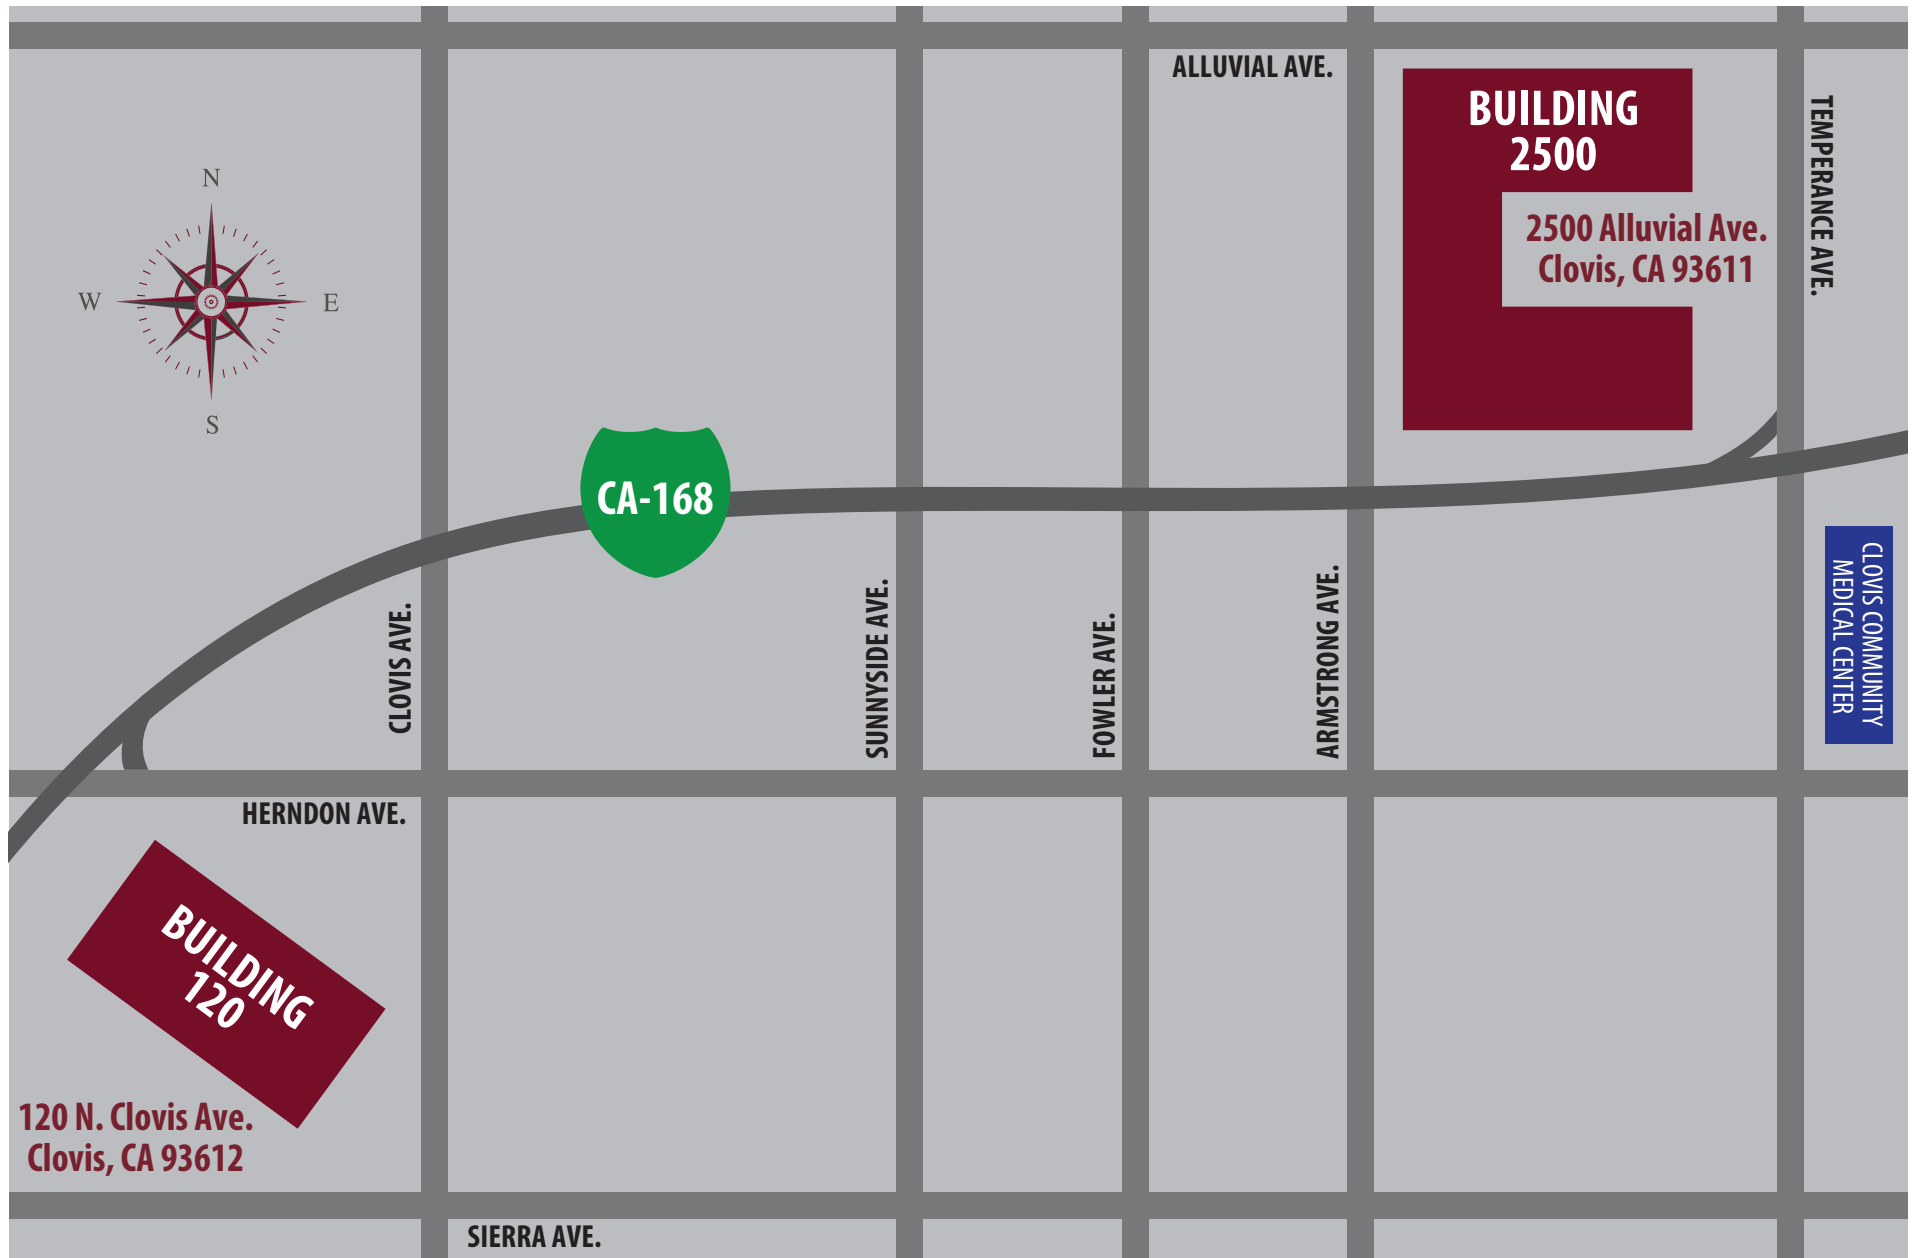 ALLUVIAL AVE.
BUILDING
2500
2500 Alluvial Ave.
Clovis, CA 93611
TEMPERANCE AVE.
N
W
E
S
CA-168
CLOVIS AVE.
SUNNYSIDE AVE.
FOWLER AVE.
ARMSTRONG AVE.
CLOVIS COMMUNITY
MEDICAL CENTER
HERNDON AVE.
BUILDING
120
120 N. Clovis Ave.
Clovis, CA 93612
SIERRA AVE.